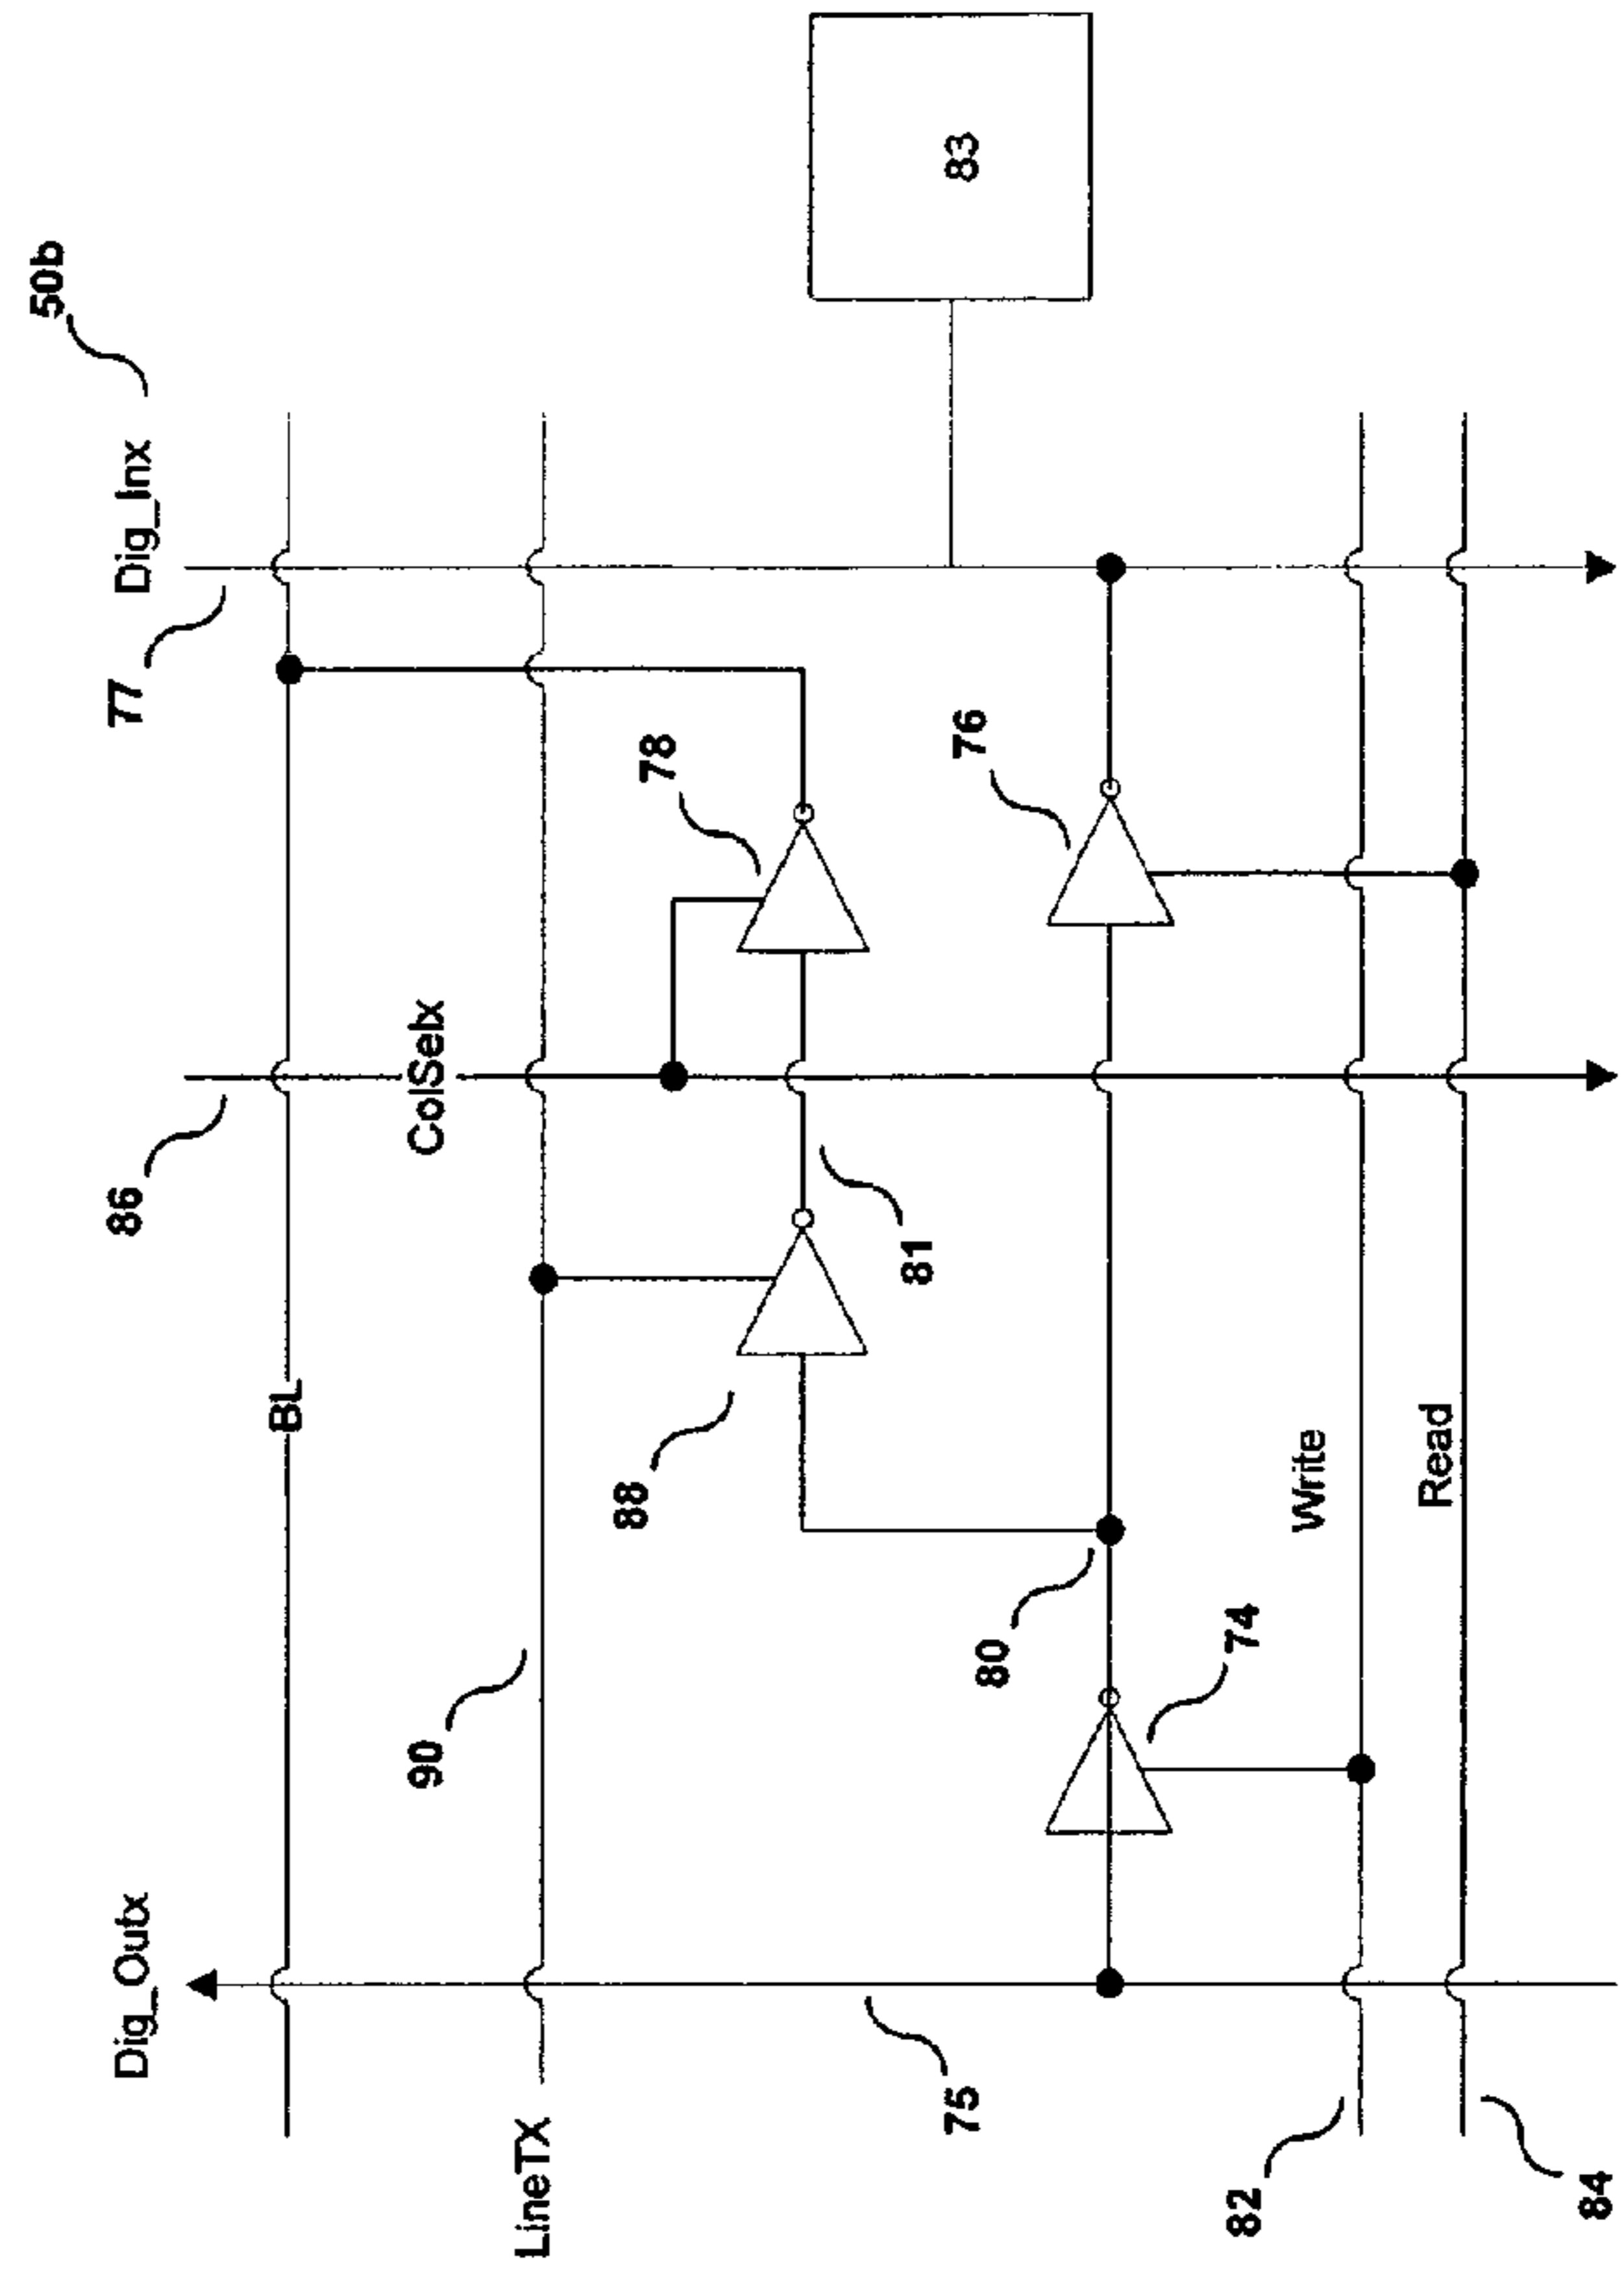 50b
Dig_Outx
86
77
Dig_Inx
BL
90
ColSelx
LineTX
88
78
81
75
76
83
80
82
74
Write
Read
84